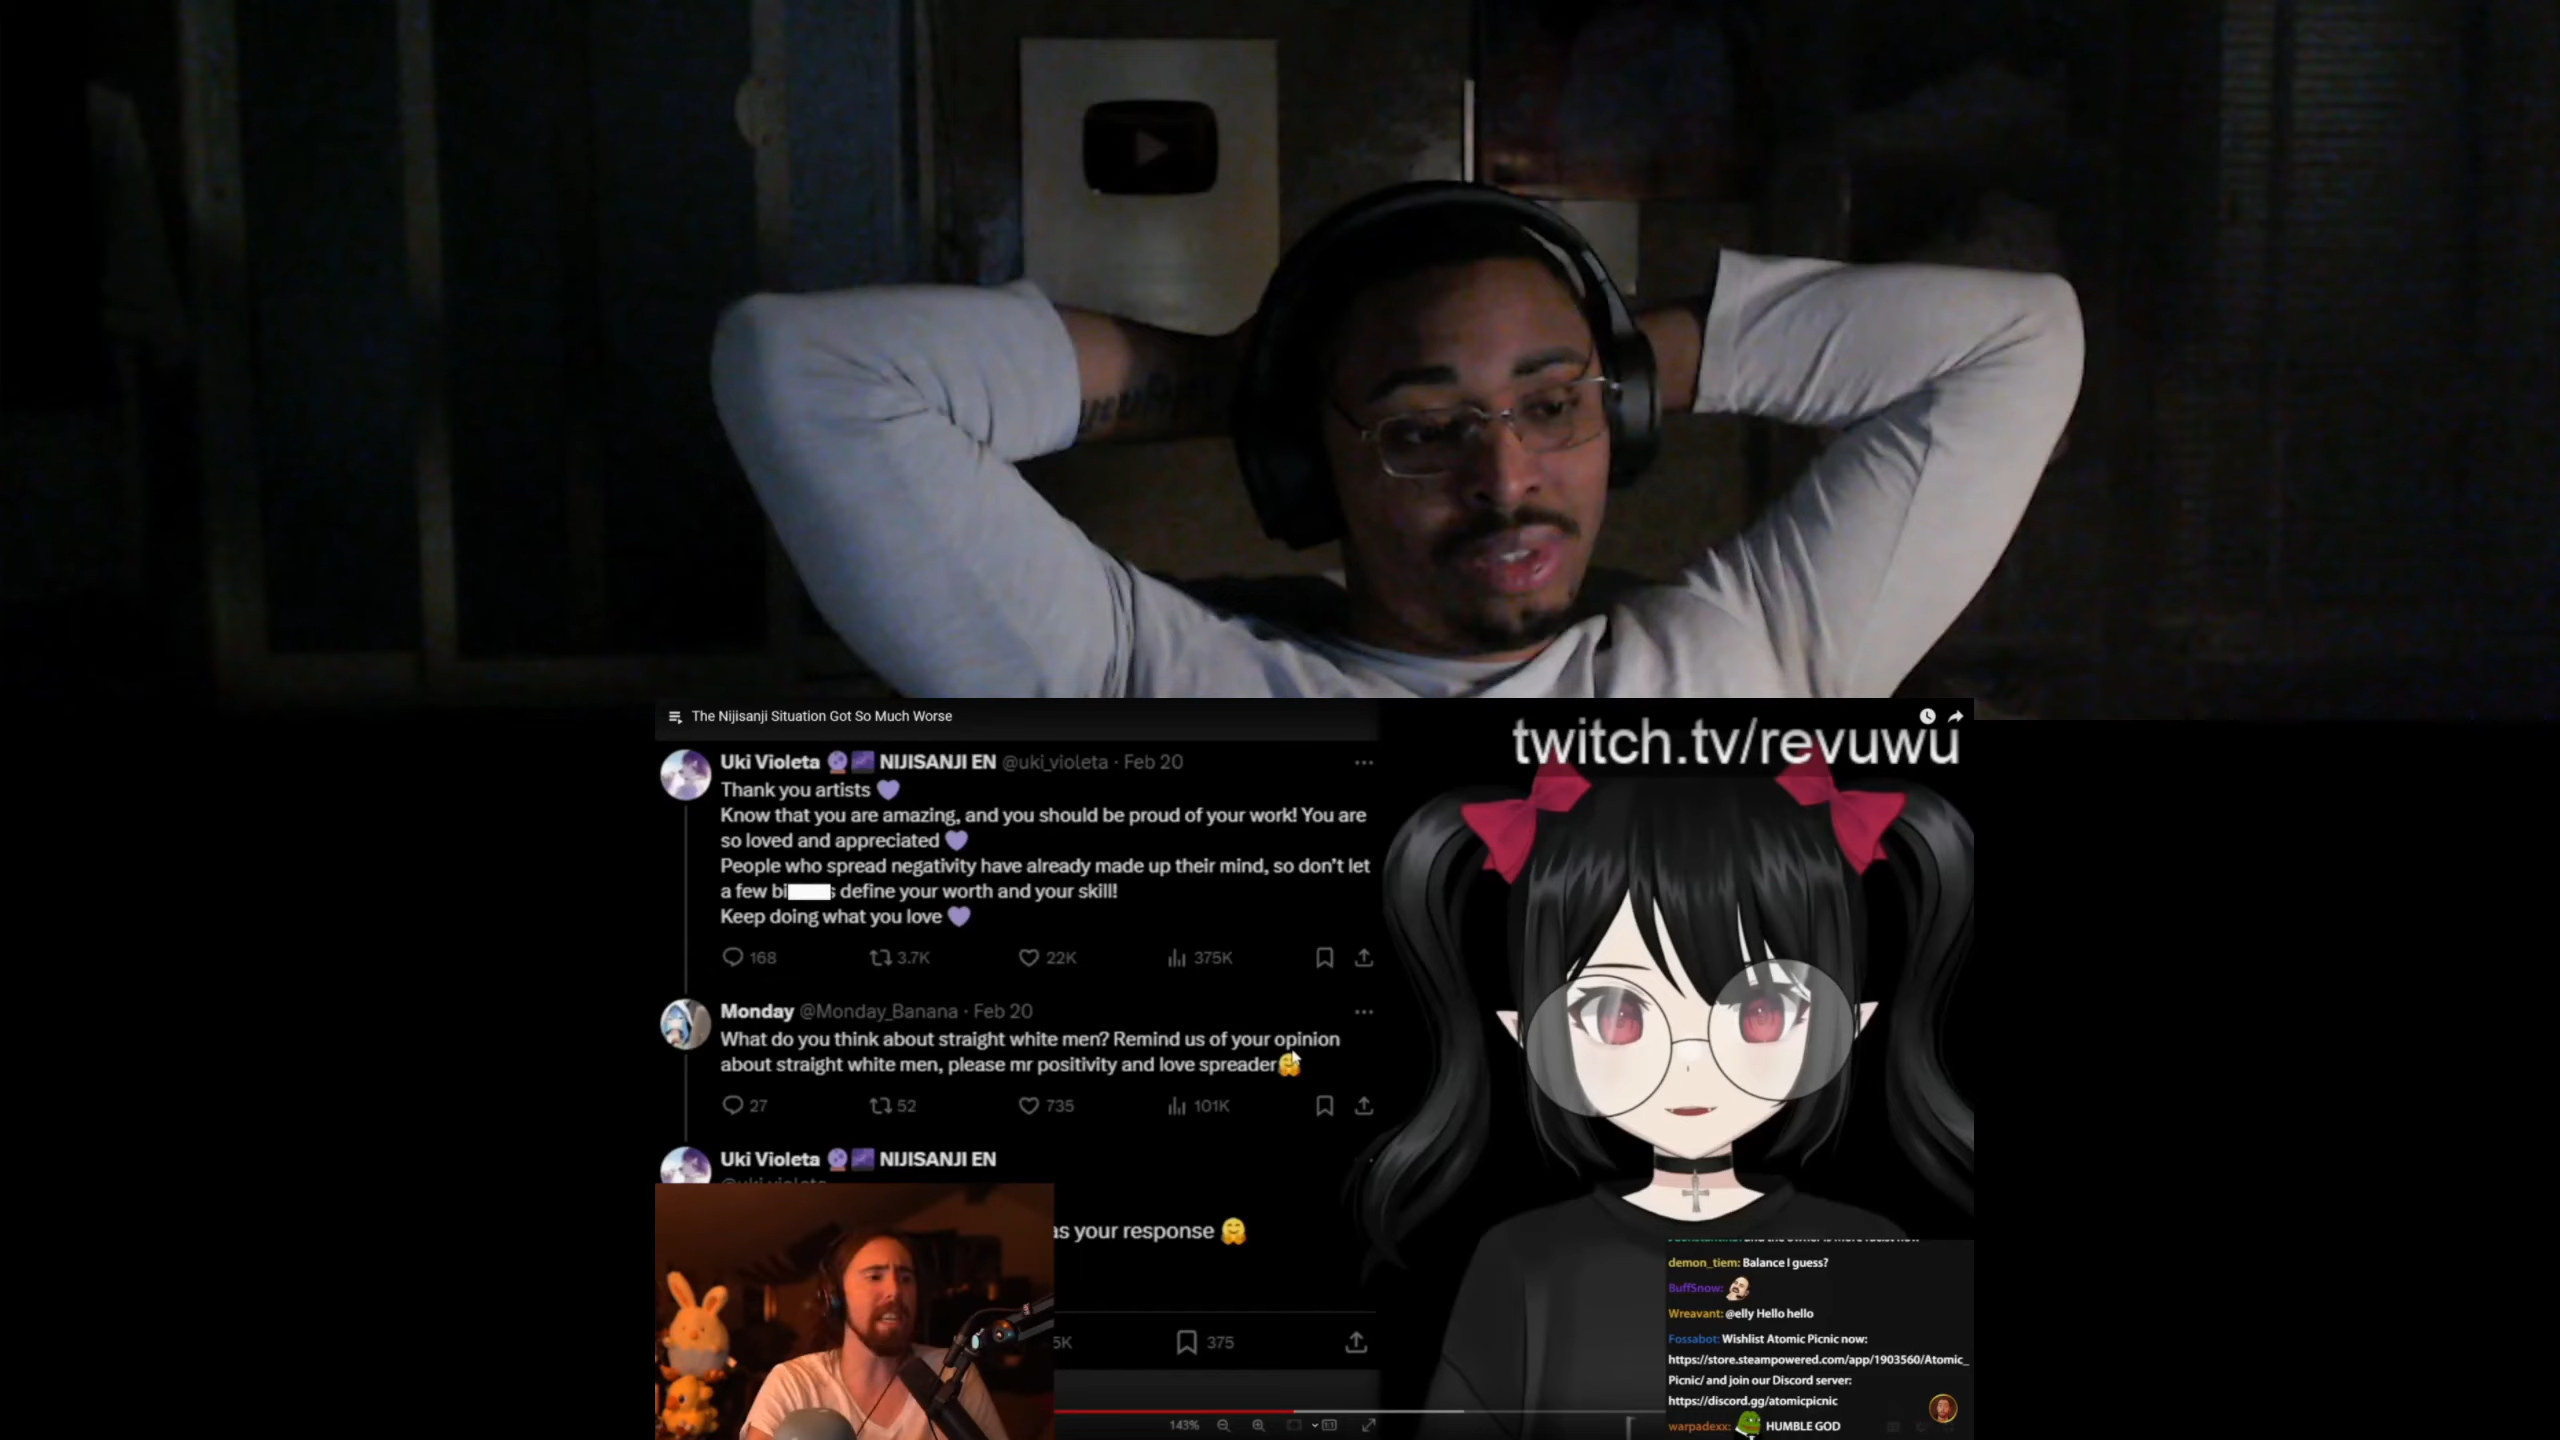 The Nijisanji Situation Got So Much Worse
twitch.tv/revuwu
Uki Violeta 🔮🌌 NIJISANJI EN @uki_violeta · Feb 20
Thank you artists 💜
Know that you are amazing, and you should be proud of your work! You are
so loved and appreciated 💜
People who spread negativity have already made up their mind, so don't let
a few bi s define your worth and your skill!
Keep doing what you love 💜
168 3.7K 22K 375K
Monday @Monday_Banana · Feb 20
What do you think about straight white men? Remind us of your opinion
about straight white men, please mr positivity and love spreader🤗
27 52 735 101K
Uki Violeta 🔮🌌 NIJISANJI EN
@uki_violeta
as your response 🤗
5K 375
143%
demon_tiem: Balance I guess?
BuffSnow:
Wreavant: @elly Hello hello
Fossabot: Wishlist Atomic Picnic now:
https://store.steampowered.com/app/1903560/Atomic_
Picnic/ and join our Discord server:
https://discord.gg/atomicpicnic
warpadexx: HUMBLE GOD